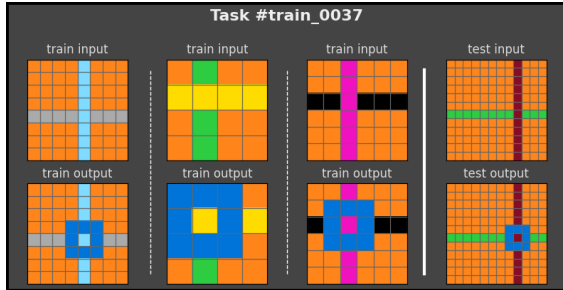 Task #train_0037
train input
train input
train input
test input
train output
train output
train output
test output